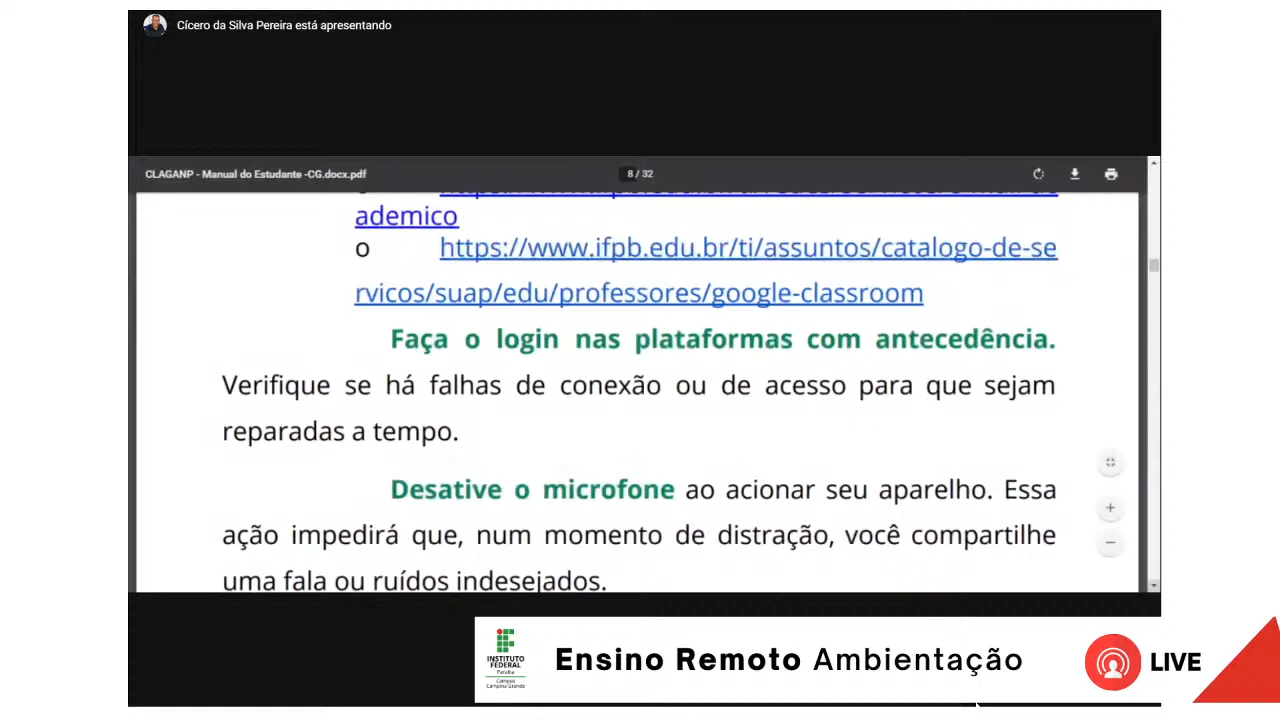 Cícero da Silva Pereira está apresentando
CLAGANP - Manual do Estudante -CG.docx.pdf
8 / 32
ademico
o https://www.ifpb.edu.br/ti/assuntos/catalogo-de-se
rvicos/suap/edu/professores/google-classroom
Faça o login nas plataformas com antecedência.
Verifique se há falhas de conexão ou de acesso para que sejam
reparadas a tempo.
Desative o microfone ao acionar seu aparelho. Essa
ação impedirá que, num momento de distração, você compartilhe
uma fala ou ruídos indesejados.
INSTITUTO
FEDERAL
Paraíba
Campus
Campina Grande
Ensino Remoto Ambientação
LIVE